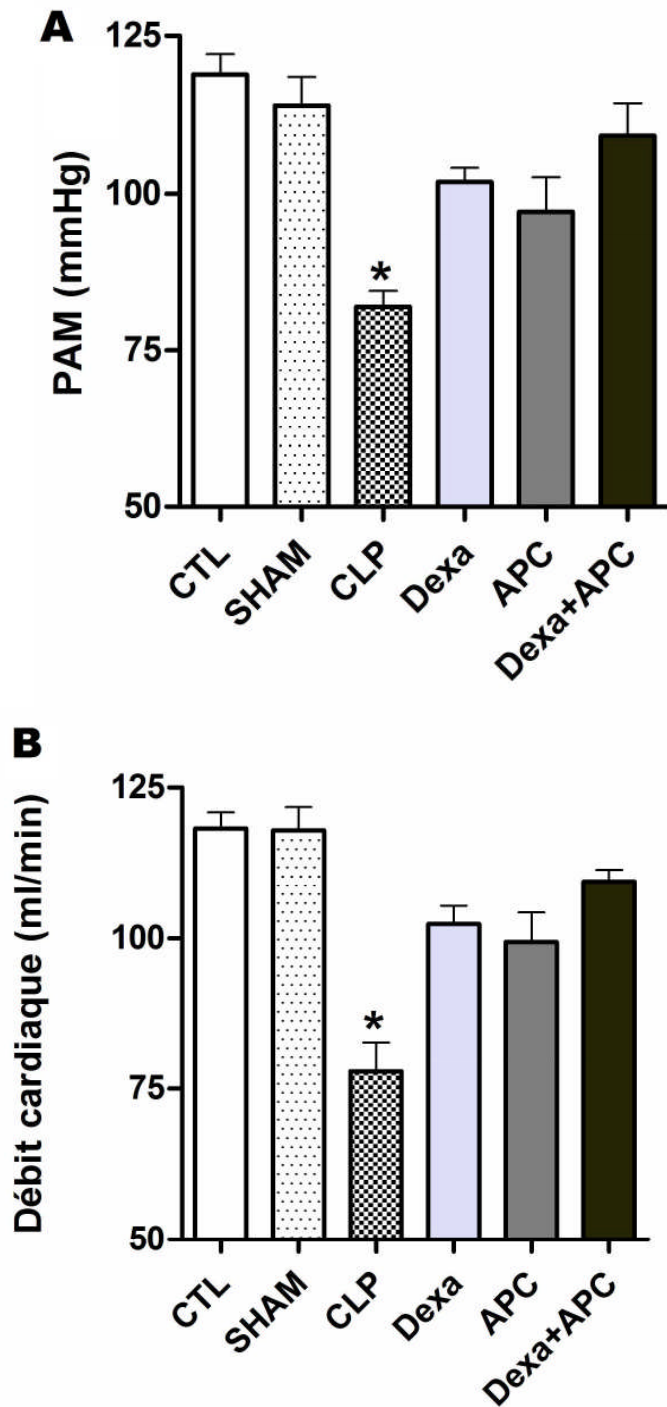 A
PAM (mmHg)
125
100
75
50
*
CTL
SHAM
CLP
Dexa
APC
Dexa+APC
B
Débit cardiaque (ml/min)
125
100
75
50
*
CTL
SHAM
CLP
Dexa
APC
Dexa+APC